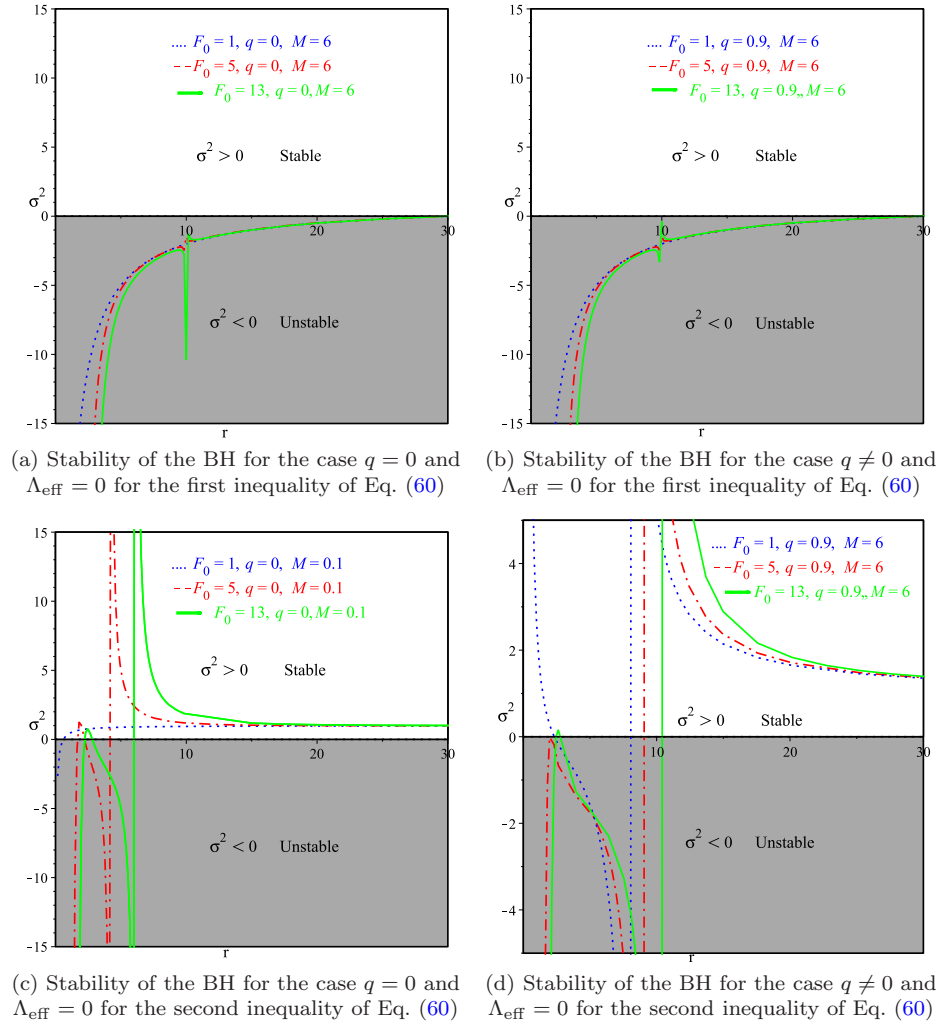 15
.... F₀ = 1, q = 0, M = 6
--F₀ = 5, q = 0, M = 6
F₀ = 13, q = 0, M = 6
10
5
σ² > 0 Stable
σ²
0
10 20 30
-5
σ² < 0 Unstable
-10
-15
r
(a) Stability of the BH for the case q = 0 and
Λeff = 0 for the first inequality of Eq. (60)
15
.... F₀ = 1, q = 0.9, M = 6
--F₀ = 5, q = 0.9, M = 6
F₀ = 13, q = 0.9,, M = 6
10
5
σ² > 0 Stable
σ²
0
10 20 30
-5
σ² < 0 Unstable
-10
-15
r
(b) Stability of the BH for the case q ≠ 0 and
Λeff = 0 for the first inequality of Eq. (60)
15
.... F₀ = 1, q = 0, M = 0.1
--F₀ = 5, q = 0, M = 0.1
F₀ = 13, q = 0, M = 0.1
10
5
σ² > 0 Stable
σ²
0
10 20 30
-5
σ² < 0 Unstable
-10
-15
r
(c) Stability of the BH for the case q = 0 and
Λeff = 0 for the second inequality of Eq. (60)
.... F₀ = 1, q = 0.9, M = 6
--F₀ = 5, q = 0.9, M = 6
F₀ = 13, q = 0.9,, M = 6
4
2
σ²
σ² > 0 Stable
0
10 20 30
-2
σ² < 0 Unstable
-4
r
(d) Stability of the BH for the case q ≠ 0 and
Λeff = 0 for the second inequality of Eq. (60)